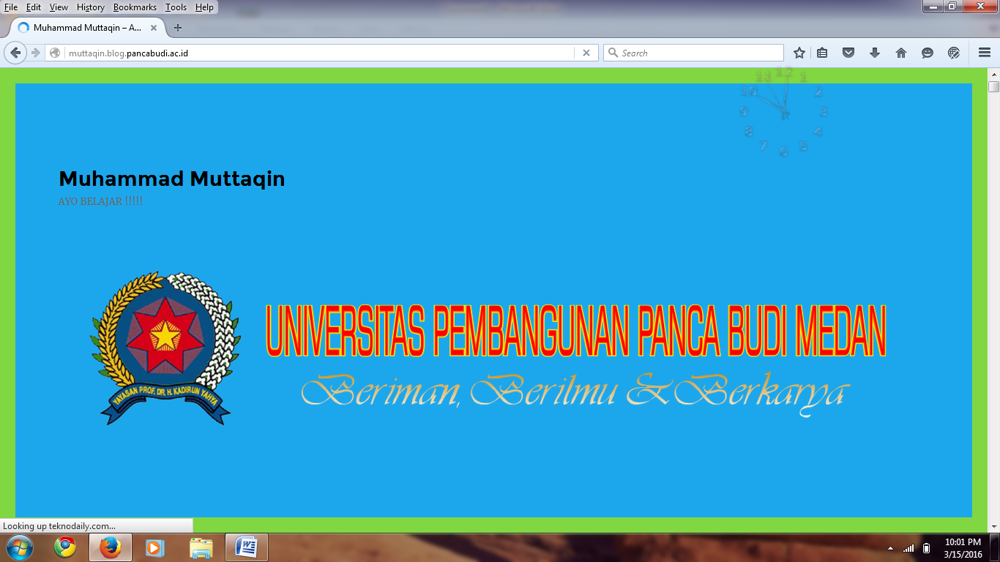 File Edit View History Bookmarks Tools Help
Muhammad Muttaqin – A...
muttaqin.blog.pancabudi.ac.id
Search
12
11 1
10 2
9 3
8 4
7 5
6
Muhammad Muttaqin
AYO BELAJAR !!!!!
UNIVERSITAS PEMBANGUNAN PANCA BUDI MEDAN
Beriman, Berilmu & Berkarya
YAYASAN PROF. DR. H. KADIRUN YAHYA
Looking up teknodaily.com...
10:01 PM
3/15/2016